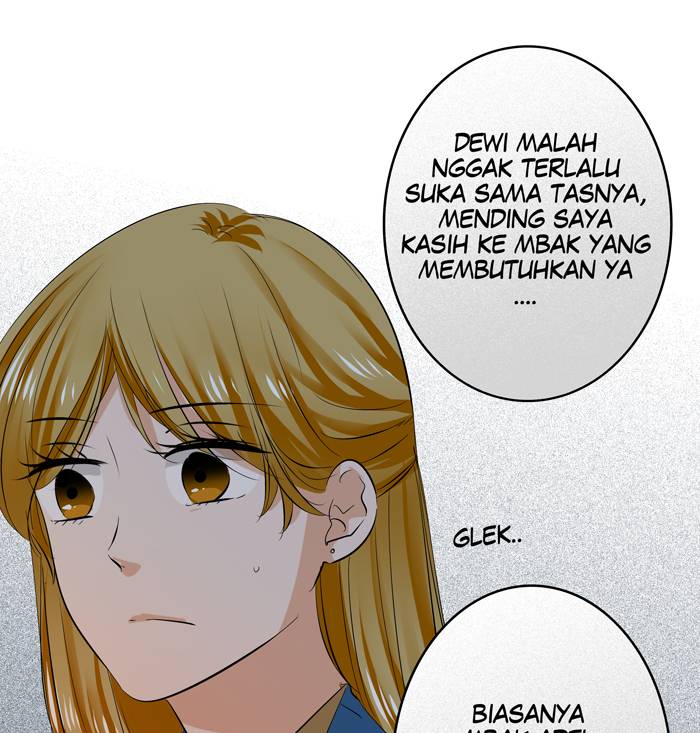 DEWI MALAH
NGGAK TERLALU
SUKA SAMA TASNYA,
MENDING SAYA
KASIH KE MBAK YANG
MEMBUTUHKAN YA
....
GLEK..
BIASANYA